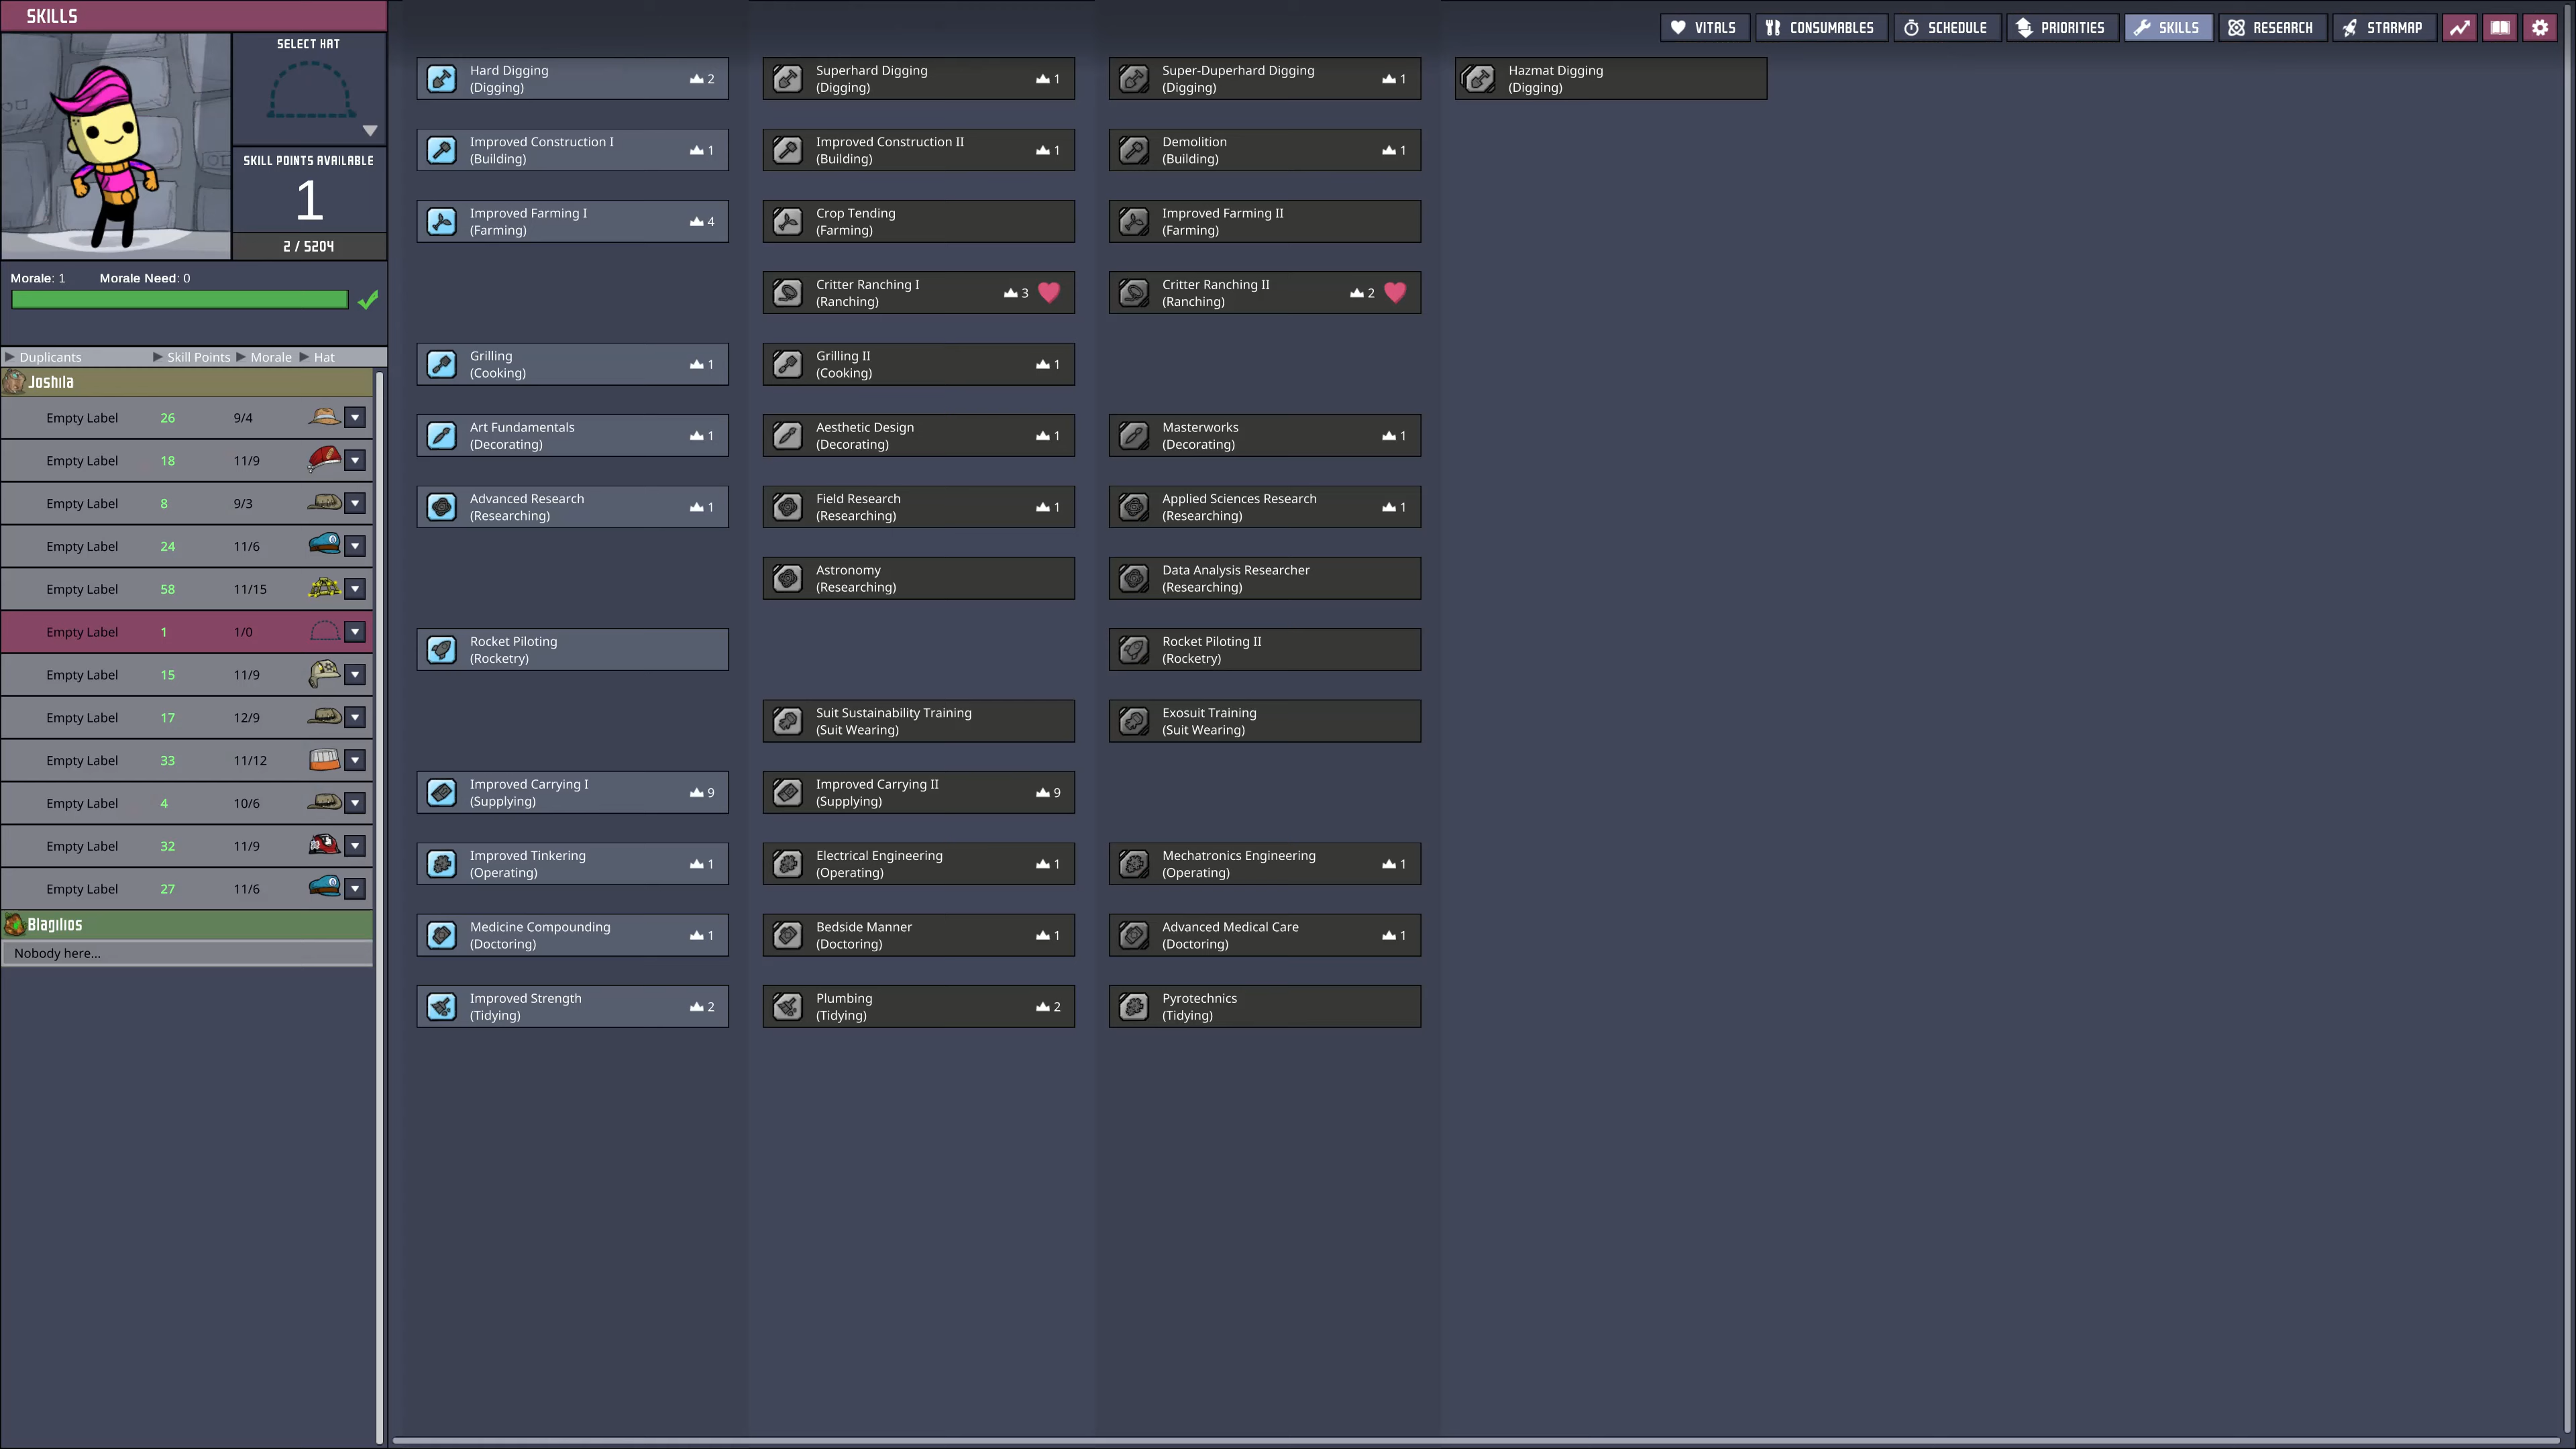 SKILLS
VITALS
CONSUMABLES
SCHEDULE
PRIORITIES
SKILLS
RESEARCH
STARMAP
SELECT HAT
SKILL POINTS AVAILABLE
1
2 / 5204
Morale: 1 Morale Need: 0
Duplicants Skill Points Morale Hat
Joshila
Empty Label 26 9/4
Empty Label 18 11/9
Empty Label 8 9/3
Empty Label 24 11/6
Empty Label 58 11/15
Empty Label 1 1/0
Empty Label 15 11/9
Empty Label 17 12/9
Empty Label 33 11/12
Empty Label 4 10/6
Empty Label 32 11/9
Empty Label 27 11/6
Blagilios
Nobody here...
Hard Digging
(Digging)
2
Superhard Digging
(Digging)
1
Super-Duperhard Digging
(Digging)
1
Hazmat Digging
(Digging)
Improved Construction I
(Building)
1
Improved Construction II
(Building)
1
Demolition
(Building)
1
Improved Farming I
(Farming)
4
Crop Tending
(Farming)
Improved Farming II
(Farming)
Critter Ranching I
(Ranching)
3
Critter Ranching II
(Ranching)
2
Grilling
(Cooking)
1
Grilling II
(Cooking)
1
Art Fundamentals
(Decorating)
1
Aesthetic Design
(Decorating)
1
Masterworks
(Decorating)
1
Advanced Research
(Researching)
1
Field Research
(Researching)
1
Applied Sciences Research
(Researching)
1
Astronomy
(Researching)
Data Analysis Researcher
(Researching)
Rocket Piloting
(Rocketry)
Rocket Piloting II
(Rocketry)
Suit Sustainability Training
(Suit Wearing)
Exosuit Training
(Suit Wearing)
Improved Carrying I
(Supplying)
9
Improved Carrying II
(Supplying)
9
Improved Tinkering
(Operating)
1
Electrical Engineering
(Operating)
1
Mechatronics Engineering
(Operating)
1
Medicine Compounding
(Doctoring)
1
Bedside Manner
(Doctoring)
1
Advanced Medical Care
(Doctoring)
1
Improved Strength
(Tidying)
2
Plumbing
(Tidying)
2
Pyrotechnics
(Tidying)